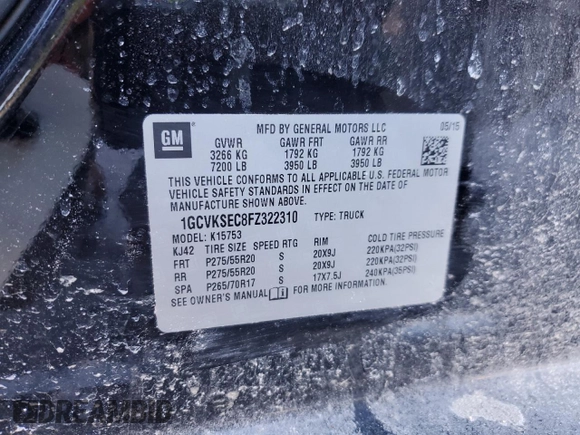 GM
MFD BY GENERAL MOTORS LLC
05/15
GVWR GAWR FRT GAWR RR
3266 KG 1792 KG 1792 KG
7200 LB 3950 LB 3950 LB
THIS VEHICLE CONFORMS TO ALL APPLICABLE U.S. FEDERAL MOTOR
VEHICLE SAFETY STANDARDS IN EFFECT ON THE DATE OF
MANUFACTURE SHOWN ABOVE.
1GCVKSEC8FZ322310 TYPE: TRUCK
MODEL: K15753
KJ42 TIRE SIZE SPEED RTG RIM COLD TIRE PRESSURE
FRT P275/55R20 S 20X9J 220KPA(32PSI)
RR P275/55R20 S 20X9J 220KPA(32PSI)
SPA P265/70R17 S 17X7.5J 240KPA(35PSI)
SEE OWNER'S MANUAL FOR MORE INFORMATION.
DREAMBID